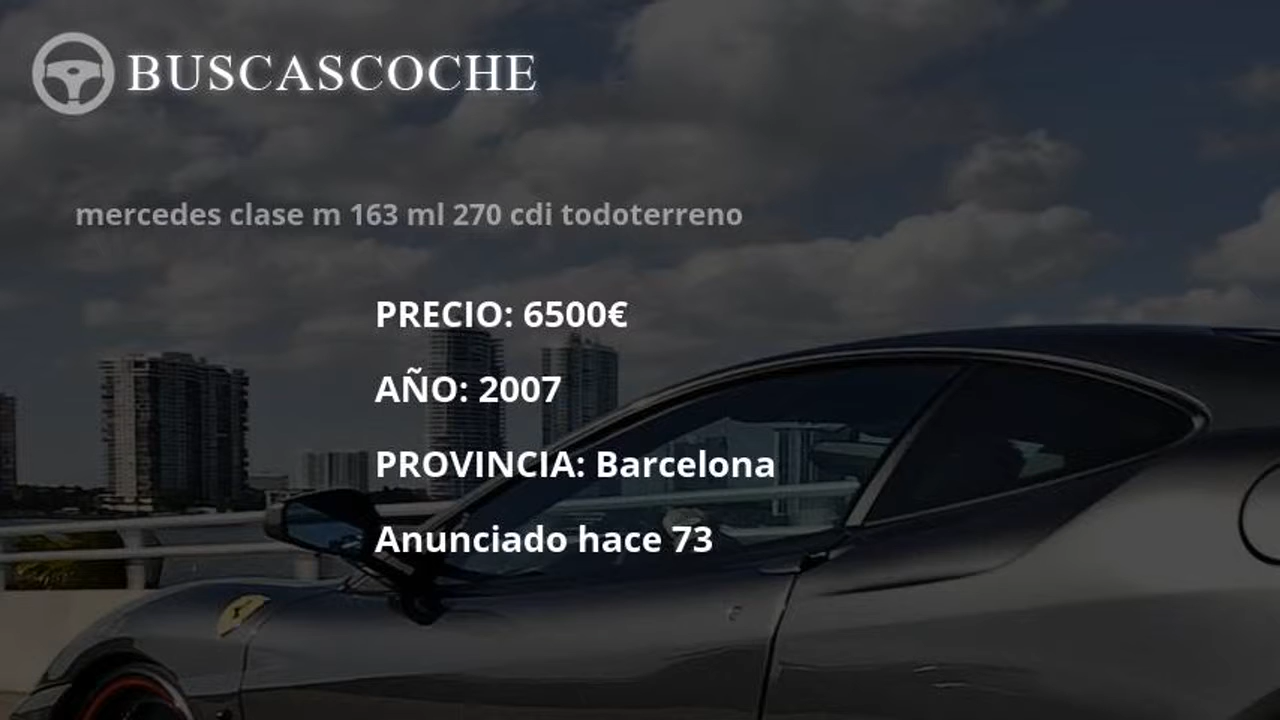 BUSCASCOCHE
mercedes clase m 163 ml 270 cdi todoterreno
PRECIO: 6500€
AÑO: 2007
PROVINCIA: Barcelona
Anunciado hace 73